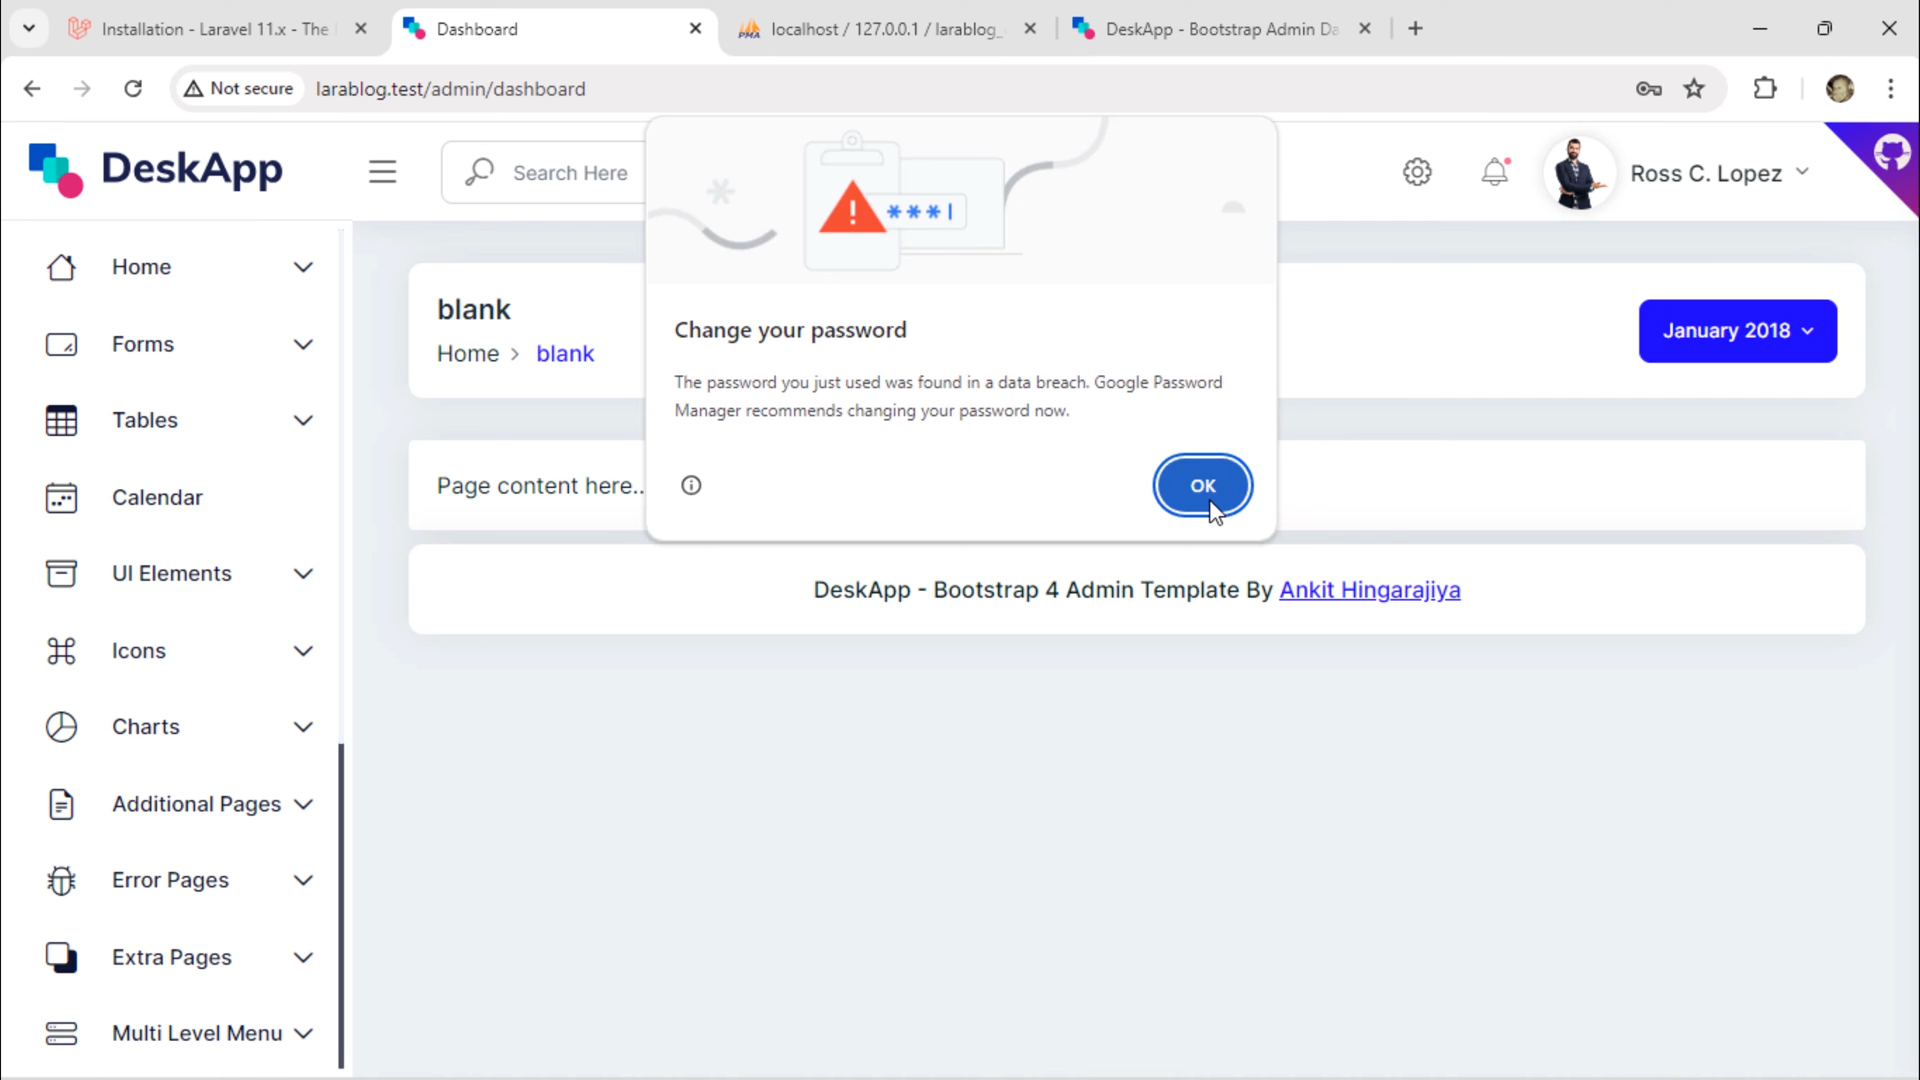 Installation - Laravel 11.x - The
Dashboard
localhost / 127.0.0.1 / larablog_
DeskApp - Bootstrap Admin Da
Not secure
larablog.test/admin/dashboard
DeskApp
Search Here
Ross C. Lopez
Home
Forms
Tables
Calendar
UI Elements
Icons
Charts
Additional Pages
Error Pages
Extra Pages
Multi Level Menu
blank
Home > blank
January 2018
***|
Change your password
The password you just used was found in a data breach. Google Password
Manager recommends changing your password now.
OK
Page content here..
DeskApp - Bootstrap 4 Admin Template By Ankit Hingarajiya